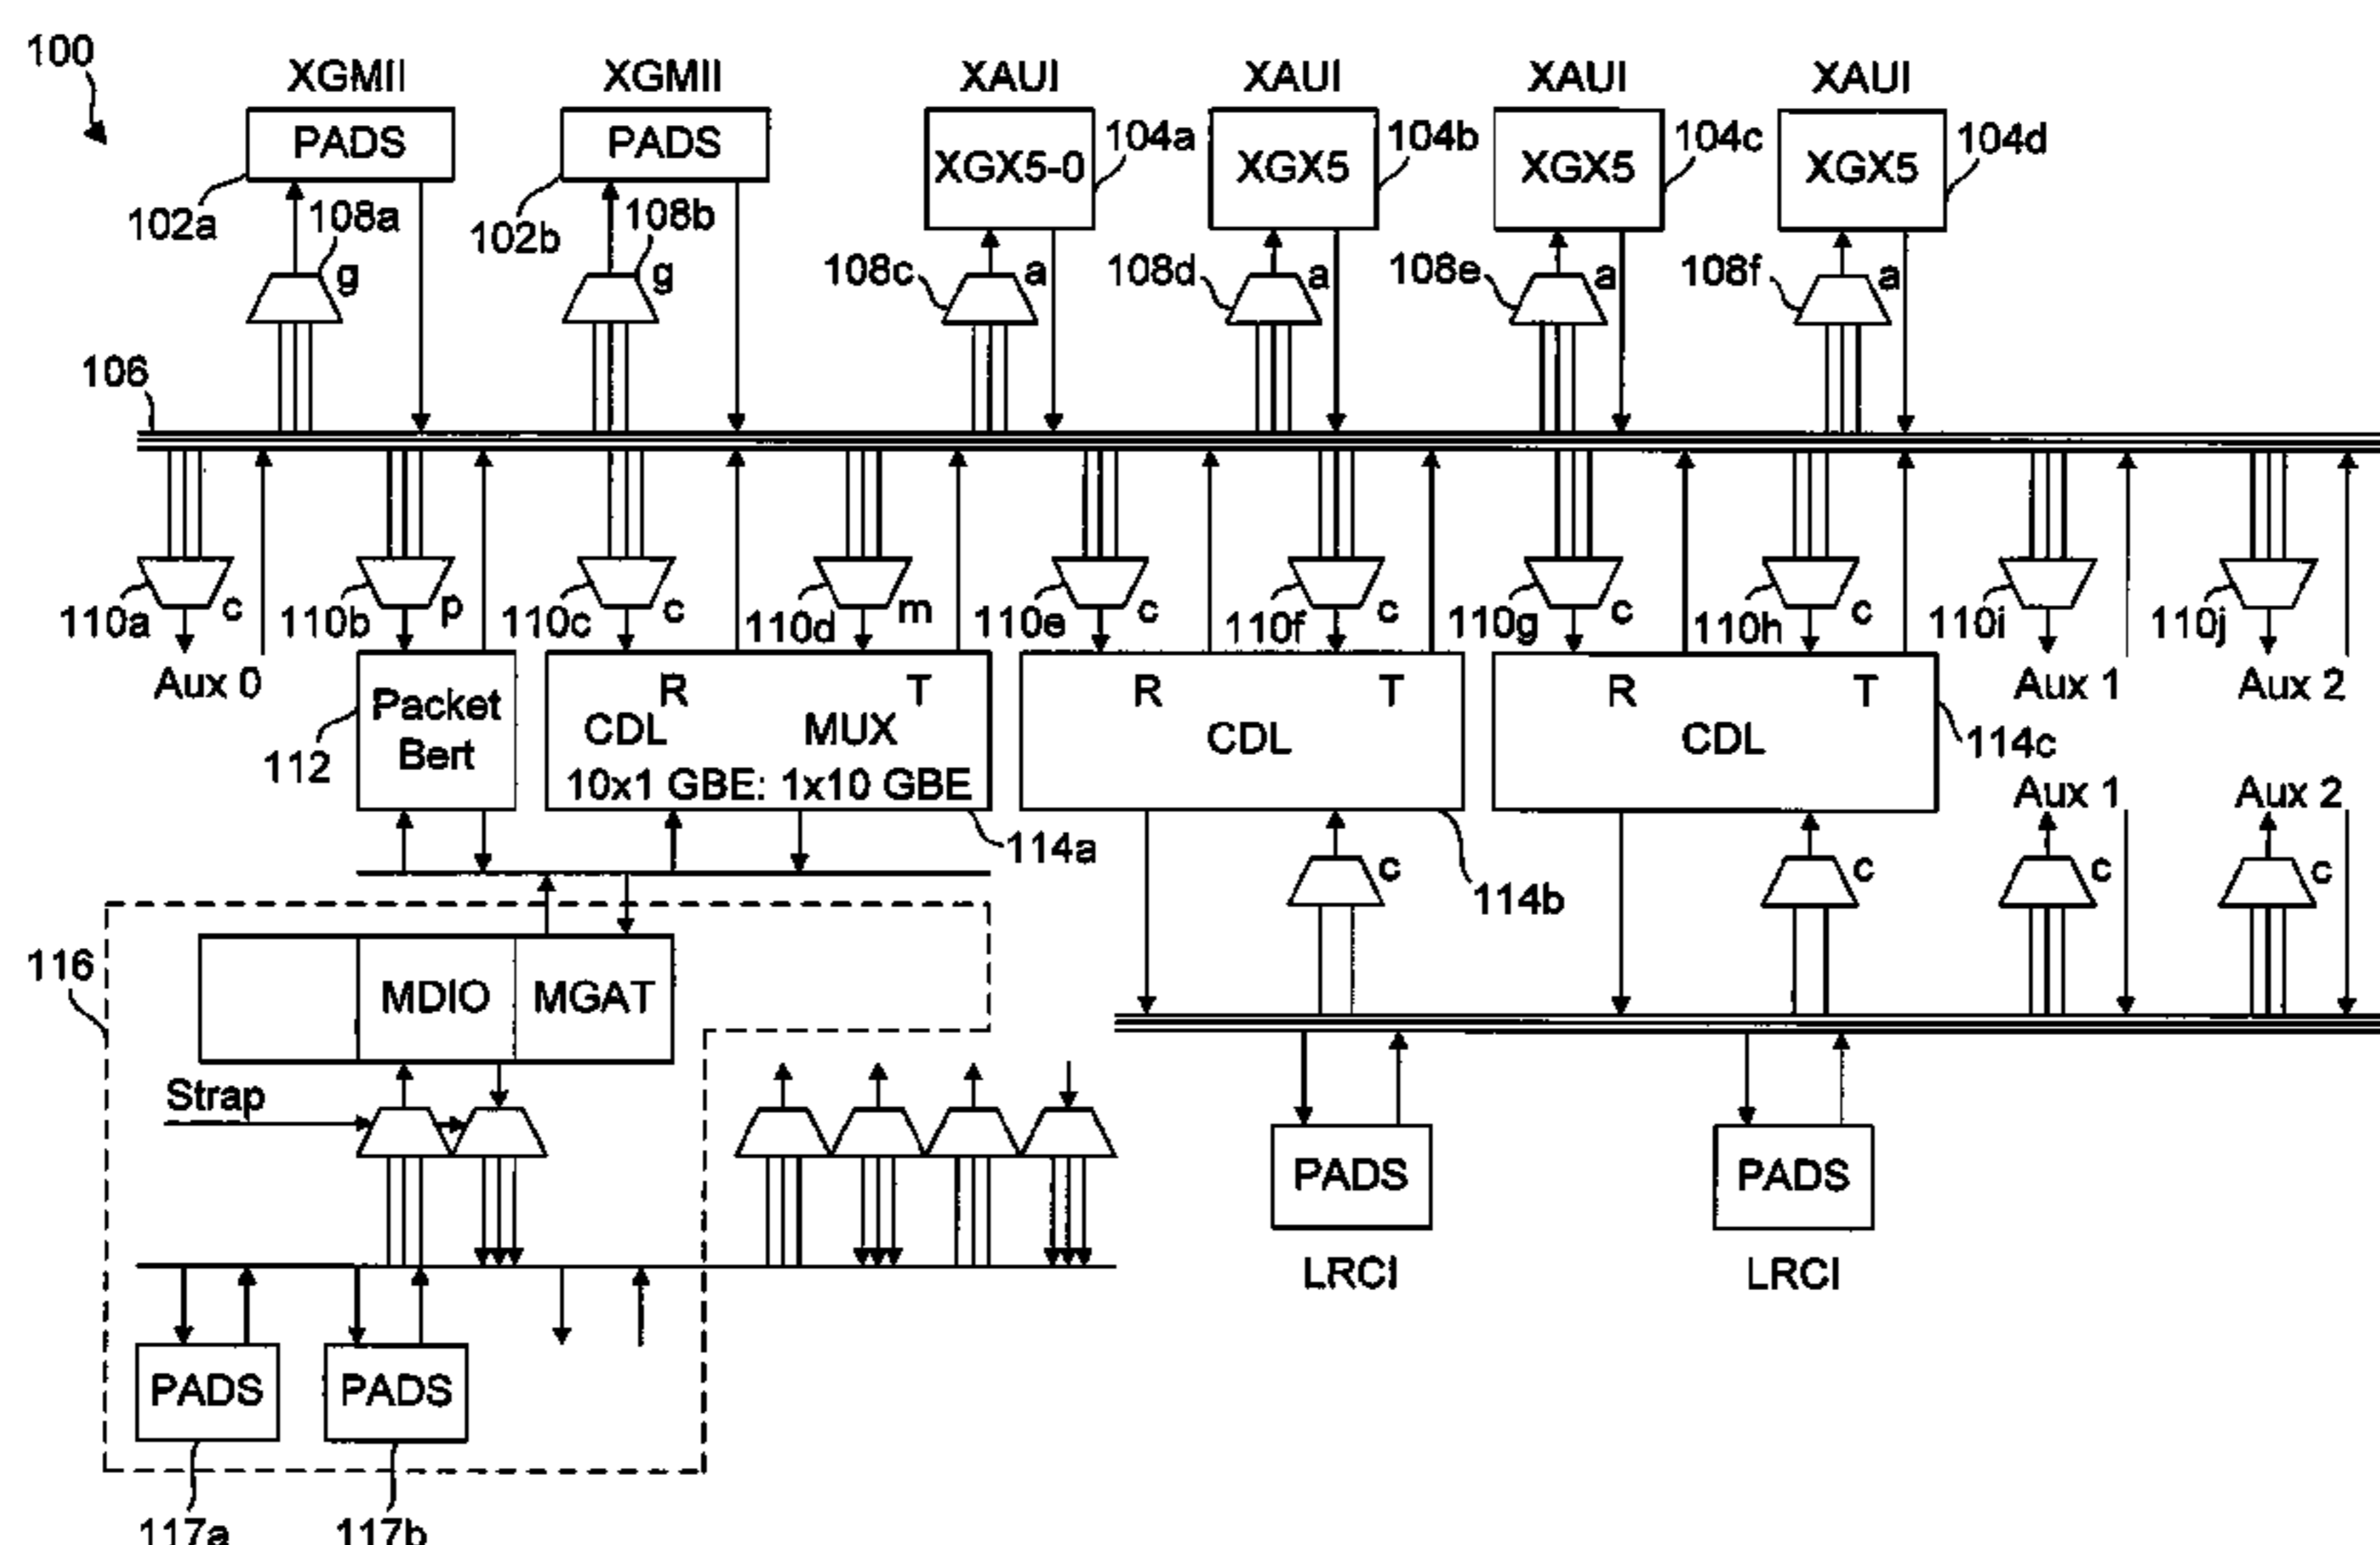 100
XGMII XGMII XAUI XAUI XAUI XAUI
PADS PADS XGX5-0 104a XGX5 104b XGX5 104c XGX5 104d
102a 108a 102b 108b
g g 108c a 108d a 108e a 108f a
106
110a c 110b p 110c c 110d m 110e c 110f c 110g c 110h c 110i 110j
Aux 0 R T R T R T Aux 1 Aux 2
Packet
Bert
112
CDL MUX
10x1 GBE: 1x10 GBE
CDL CDL 114c
Aux 1 Aux 2
114a c 114b c c c
116
MDIO MGAT
Strap
PADS PADS
LRCI LRCI
PADS PADS
117a 117b